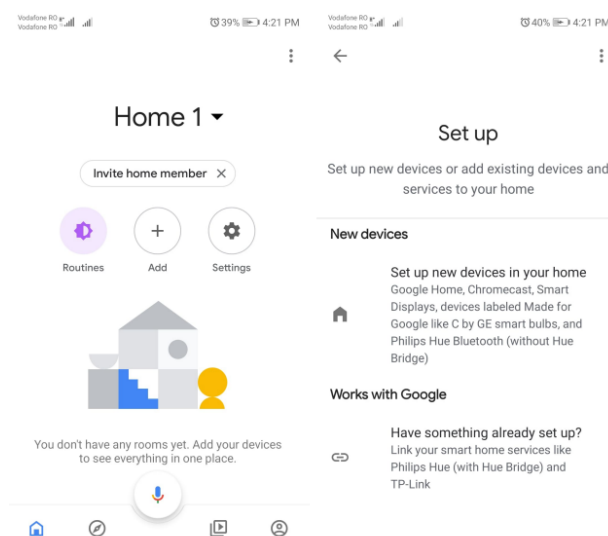 Vodafone RO
Vodafone RO
39%
4:21 PM
Home 1
Invite home member
Routines
Add
Settings
You don't have any rooms yet. Add your devices
to see everything in one place.
Vodafone RO
Vodafone RO
40%
4:21 PM
Set up
Set up new devices or add existing devices and
services to your home
New devices
Set up new devices in your home
Google Home, Chromecast, Smart
Displays, devices labeled Made for
Google like C by GE smart bulbs, and
Philips Hue Bluetooth (without Hue
Bridge)
Works with Google
Have something already set up?
Link your smart home services like
Philips Hue (with Hue Bridge) and
TP-Link